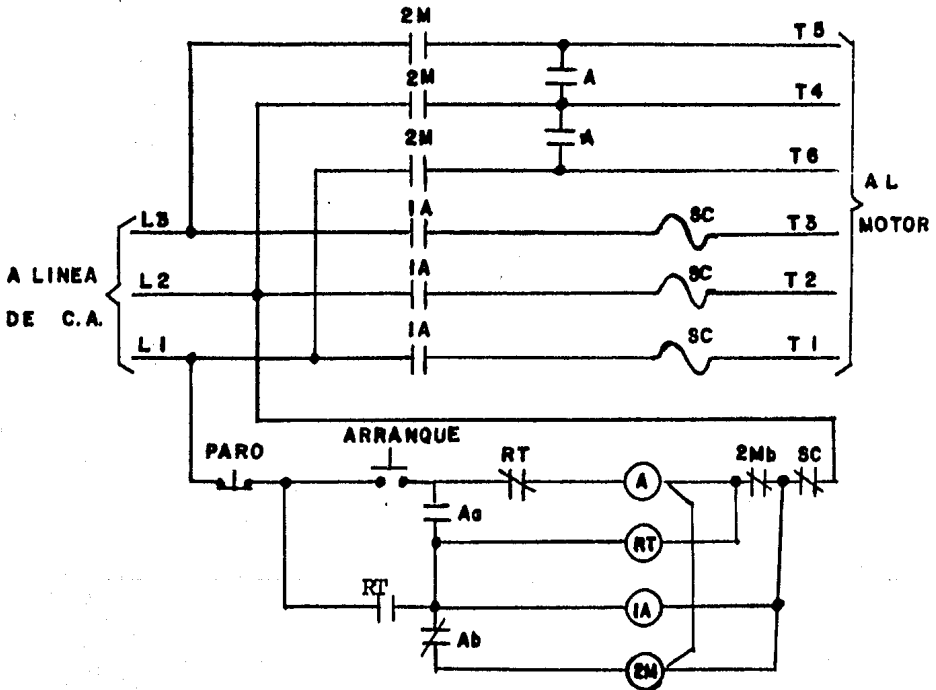 2M
T5
A
2M
T4
A
2M
T6
A L
MOTOR
L3
1A
SC
T3
A LINEA
DE C.A.
L2
1A
SC
T2
L1
1A
SC
T1
ARRANQUE
PARO
RT
2Mb
SC
A
Aa
RT
RT
1A
Ab
2M